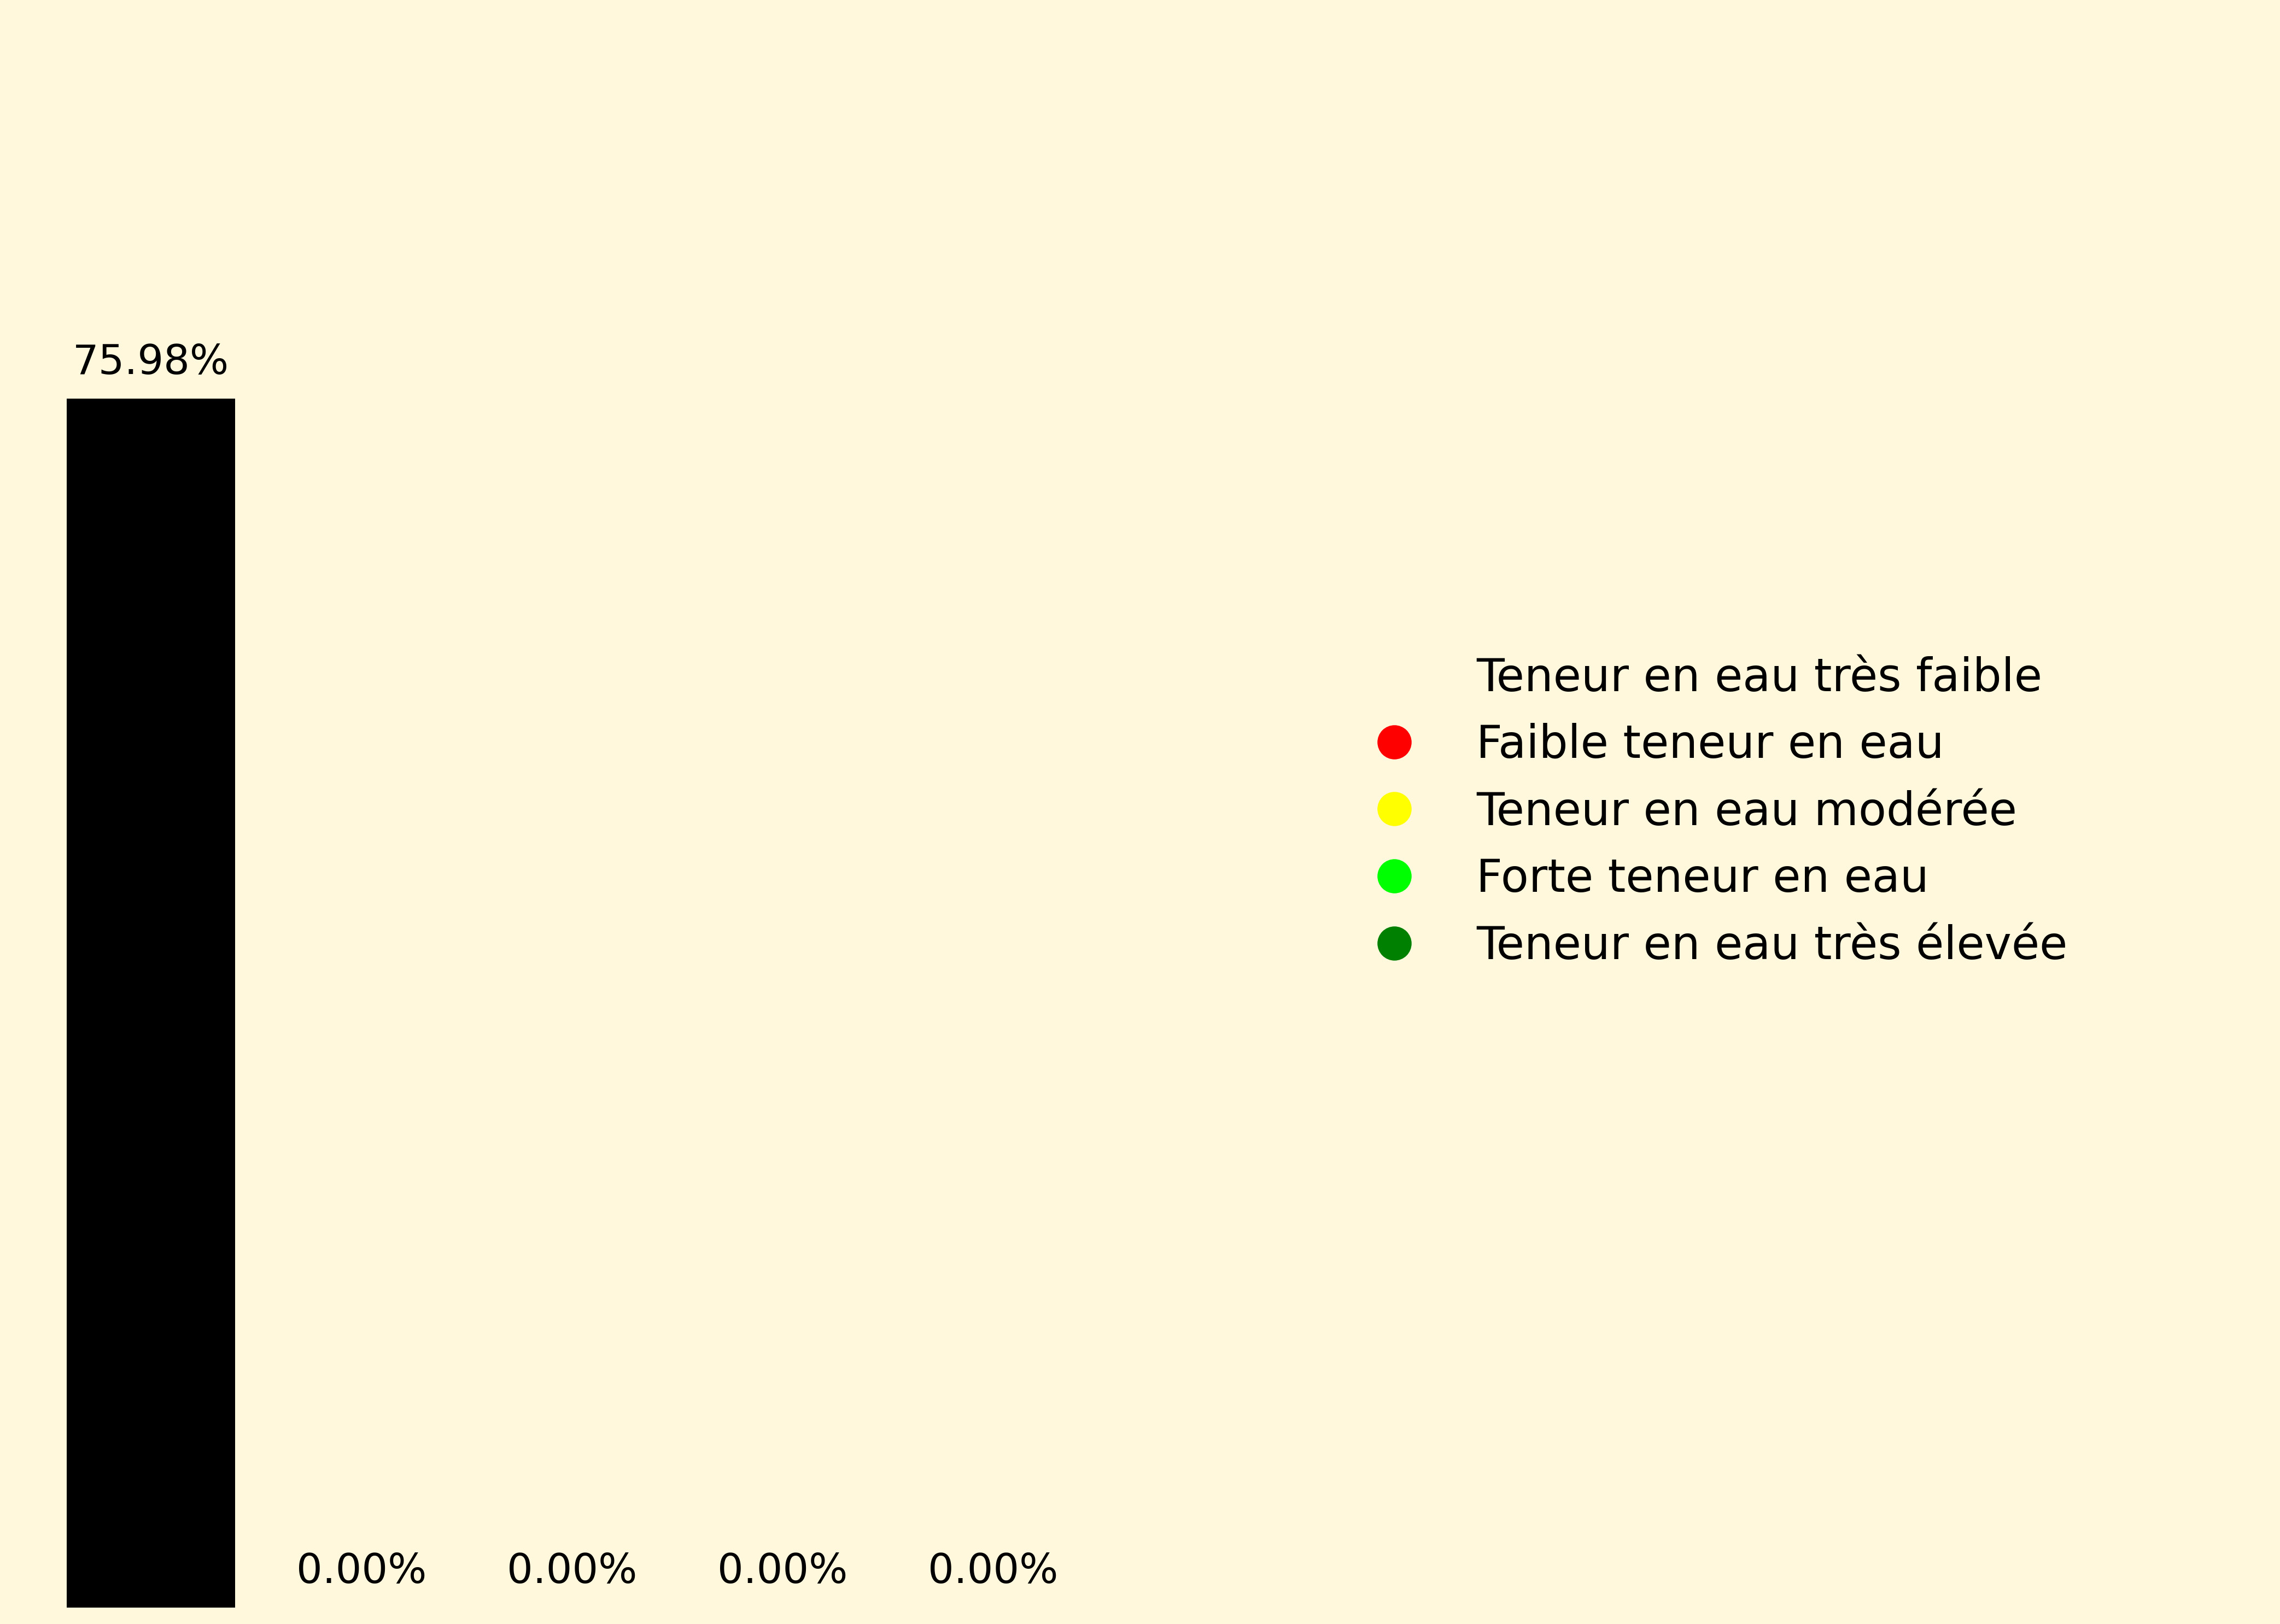 75.98%
Teneur en eau très faible
Faible teneur en eau
Teneur en eau modérée
Forte teneur en eau
Teneur en eau très élevée
0.00% 0.00% 0.00% 0.00%